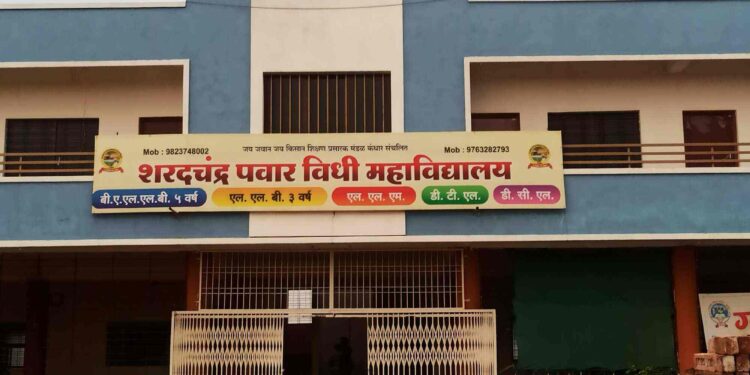 Mob : 9823748002
जय जवान जय किसान शिक्षण प्रसारक मंडळ कंधार संचलित
Mob : 9763282793
शरदचंद्र पवार विधी महाविद्यालय
बी.ए.एल.एल.बी. ५ वर्ष
एल. एल. बी. ३ वर्ष
एल. एल. एम.
डी. टी. एल.
डी. सी. एल.